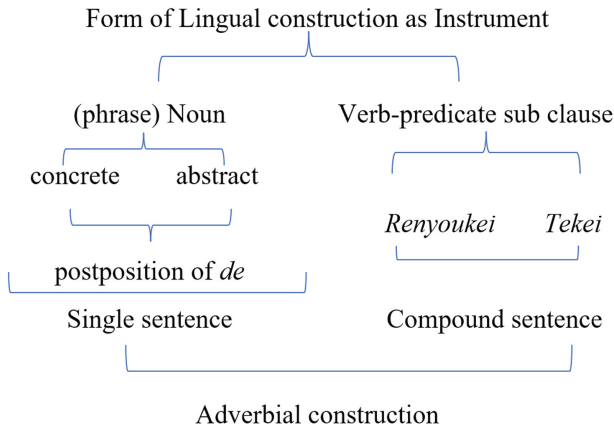 Form of Lingual construction as Instrument
(phrase) Noun Verb-predicate sub clause
concrete abstract
Renyoukei Tekei
postposition of de
Single sentence Compound sentence
Adverbial construction